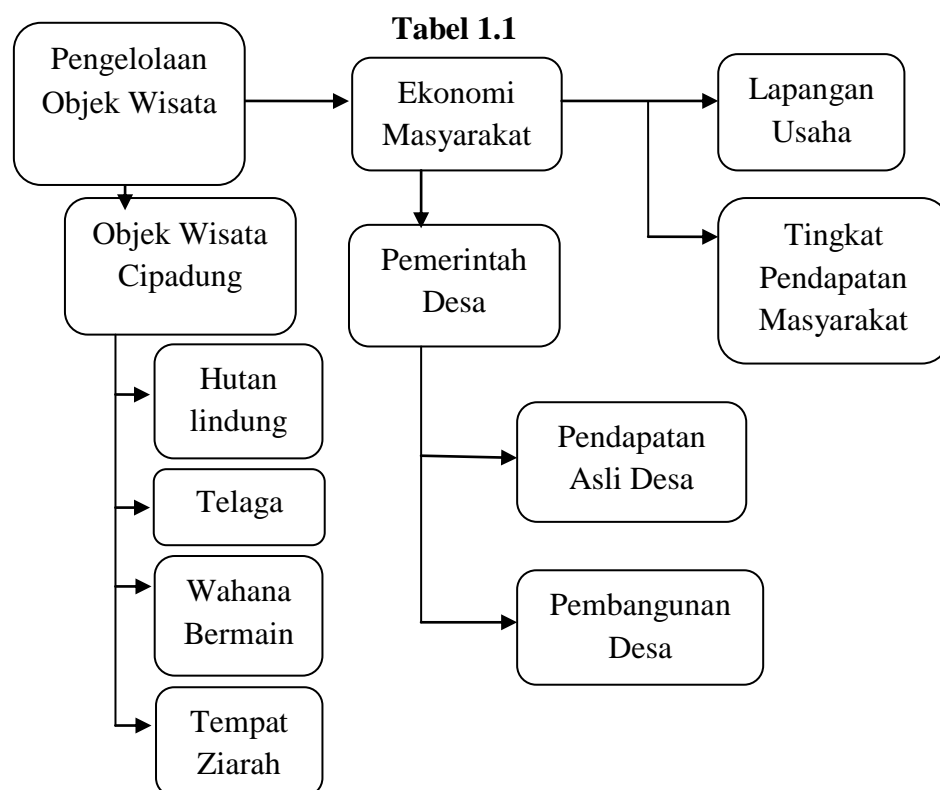 Tabel 1.1
Pengelolaan
Objek Wisata
Ekonomi
Masyarakat
Lapangan
Usaha
Objek Wisata
Cipadung
Pemerintah
Desa
Tingkat
Pendapatan
Masyarakat
Hutan
lindung
Telaga
Wahana
Bermain
Tempat
Ziarah
Pendapatan
Asli Desa
Pembangunan
Desa